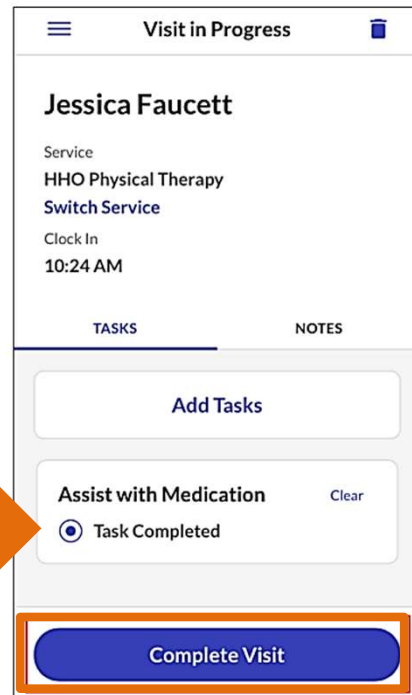 Visit in Progress
Jessica Faucett
Service
HHO Physical Therapy
Switch Service
Clock In
10:24 AM
TASKS NOTES
Add Tasks
Assist with Medication Clear
Task Completed
Complete Visit